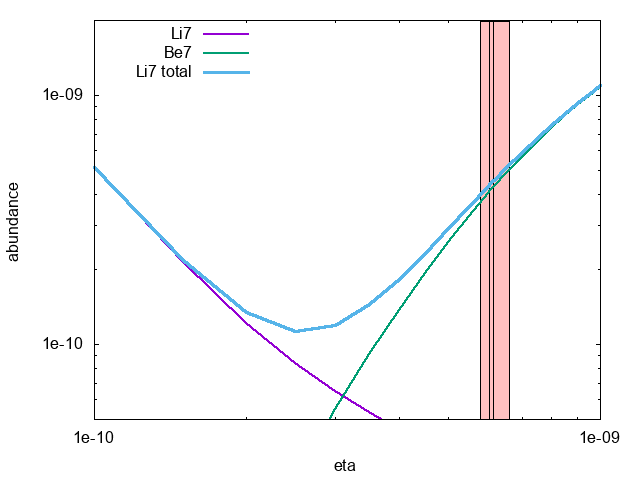 Li7
Be7
Li7 total
1e-09
abundance
1e-10
1e-10
1e-09
eta